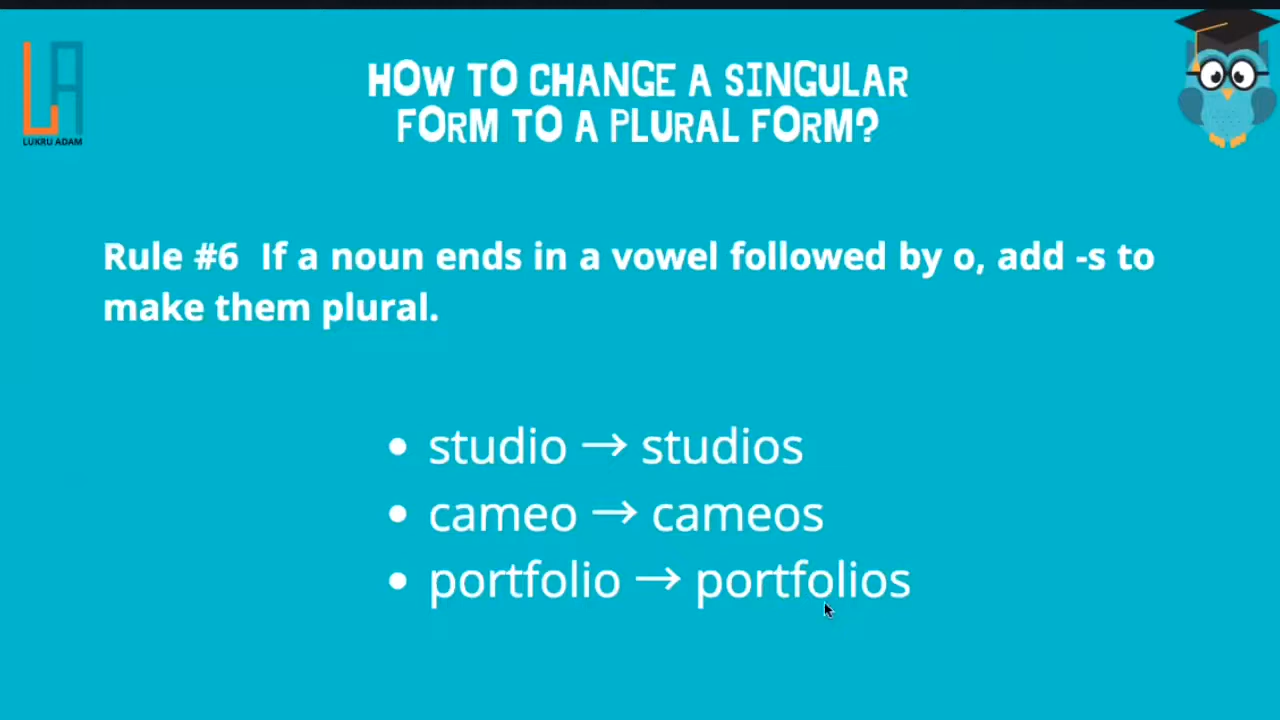 LUKRU ADAM
HOW TO CHANGE A SINGULAR
FORM TO A PLURAL FORM?
Rule #6 If a noun ends in a vowel followed by o, add -s to
make them plural.
• studio → studios
• cameo → cameos
• portfolio → portfolios